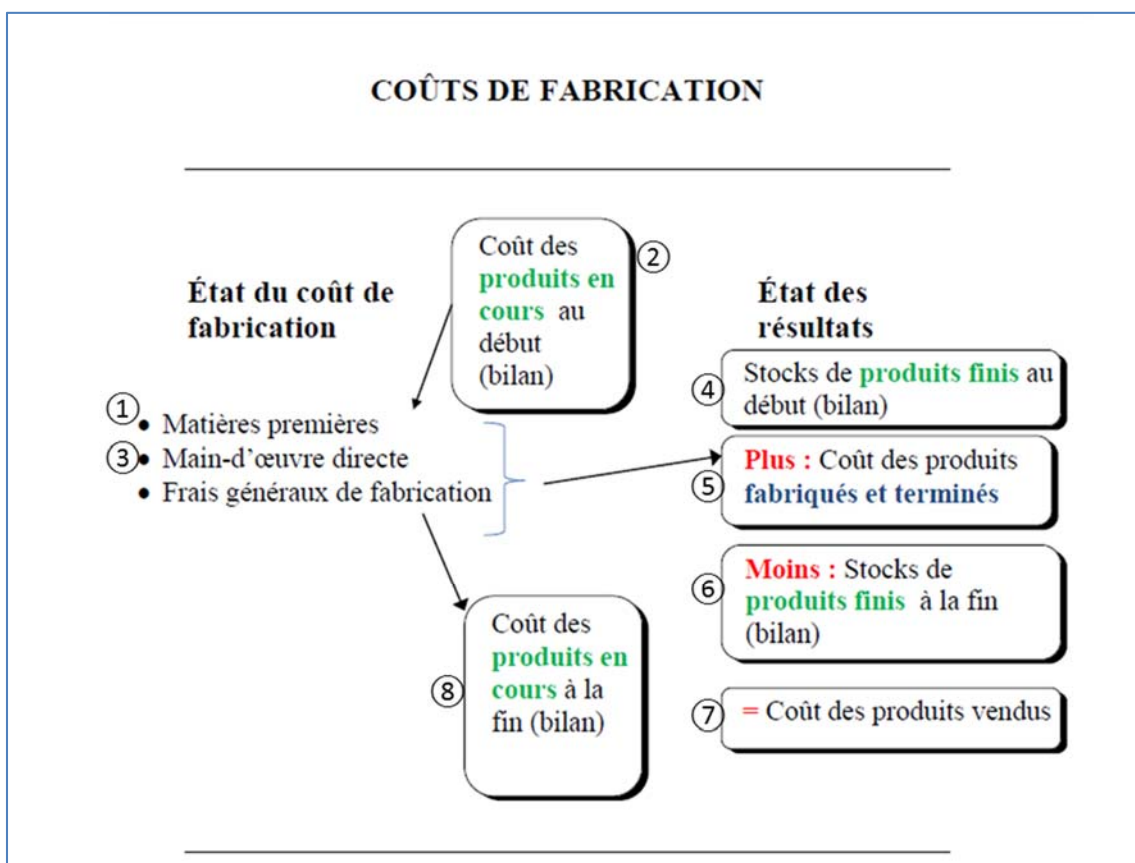 COÛTS DE FABRICATION
État du coût de
fabrication
① • Matières premières
③ • Main-d’œuvre directe
• Frais généraux de fabrication
②
Coût des
produits en
cours au
début
(bilan)
⑧
Coût des
produits en
cours à la
fin (bilan)
État des
résultats
④
Stocks de produits finis au
début (bilan)
⑤
Plus : Coût des produits
fabriqués et terminés
⑥
Moins : Stocks de
produits finis à la fin
(bilan)
⑦
= Coût des produits vendus